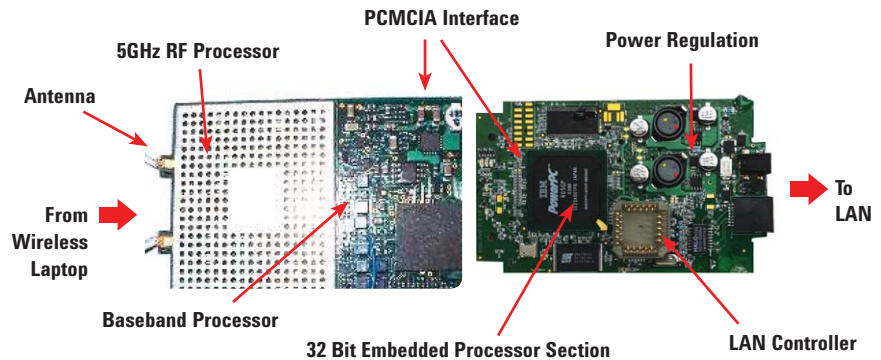 PCMCIA Interface
5GHz RF Processor
Power Regulation
Antenna
From
Wireless
Laptop
To
LAN
IBM
PowerPC
Baseband Processor
32 Bit Embedded Processor Section
LAN Controller